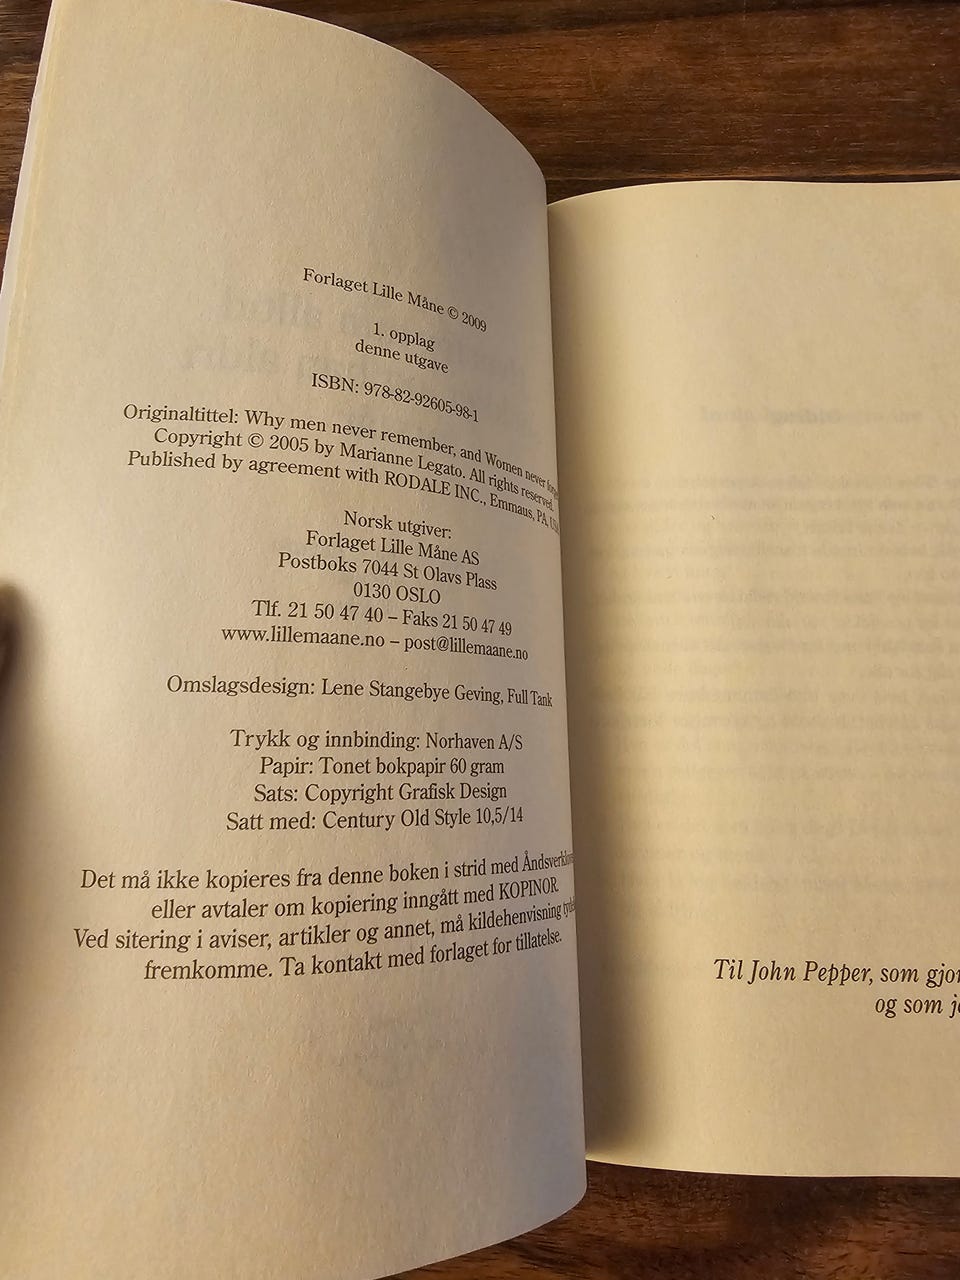 Forlaget Lille Måne © 2009
1. opplag
denne utgave
ISBN: 978-82-92605-98-1
Originaltittel: Why men never remember, and Women never
Copyright © 2005 by Marianne Legato. All rights reserved.
Published by agreement with RODALE INC., Emmaus, PA, USA
Norsk utgiver:
Forlaget Lille Måne AS
Postboks 7044 St Olavs Plass
0130 OSLO
Tlf. 21 50 47 40 – Faks 21 50 47 49
www.lillemaane.no – post@lillemaane.no
Omslagsdesign: Lene Stangebye Geving, Full Tank
Trykk og innbinding: Norhaven A/S
Papir: Tonet bokpapir 60 gram
Sats: Copyright Grafisk Design
Satt med: Century Old Style 10,5/14
Det må ikke kopieres fra denne boken i strid med
eller avtaler om kopiering inngått med KOPINOR.
Ved sitering i aviser, artikler og annet, må kildehenvisning
fremkomme. Ta kontakt med forlaget for tillatelse.
Til John Pepper, som
og som